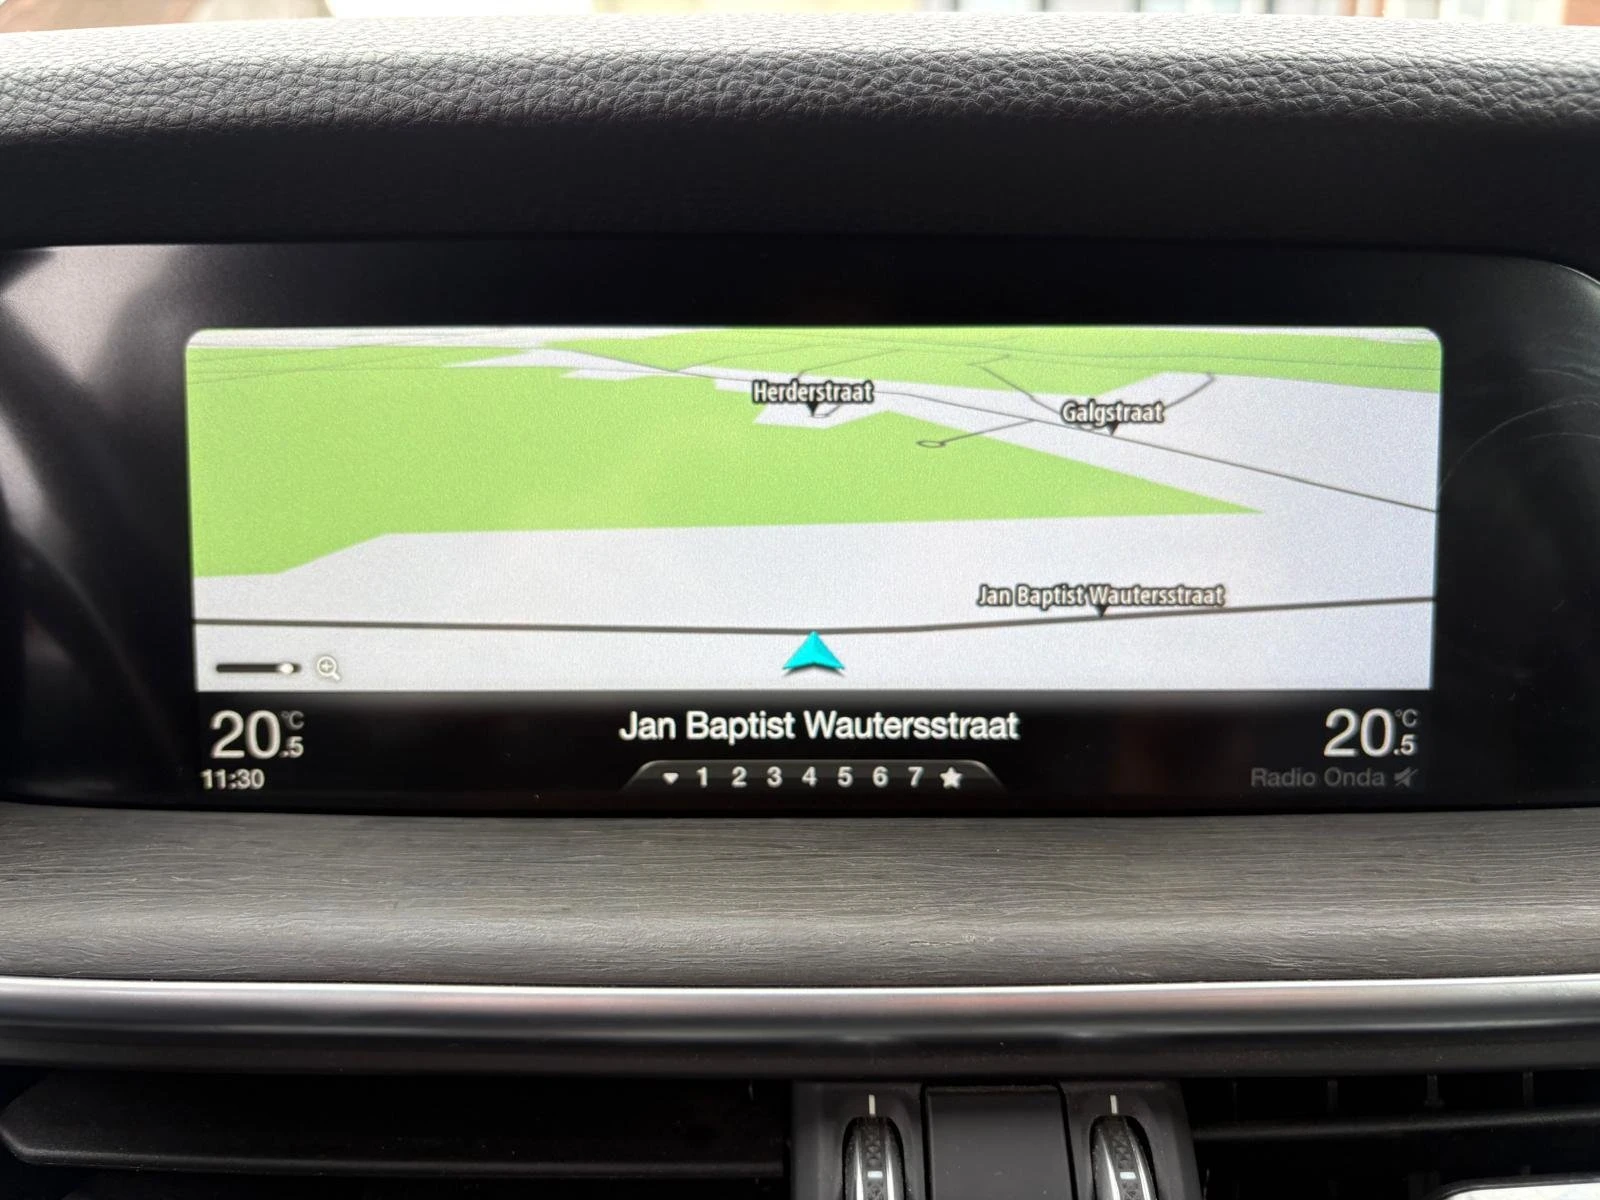 Herderstraat
Galgstraat
Jan Baptist Wautersstraat
20.5 °C
Jan Baptist Wautersstraat
20.5 °C
11:30
1 2 3 4 5 6 7
Radio Onda